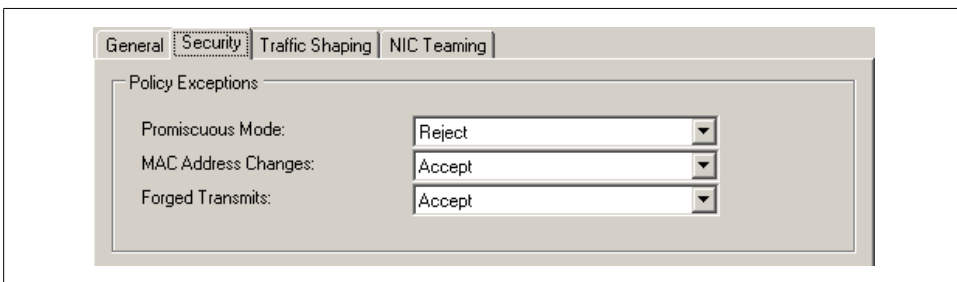 General Security Traffic Shaping NIC Teaming
Policy Exceptions
Promiscuous Mode: Reject
MAC Address Changes: Accept
Forged Transmits: Accept